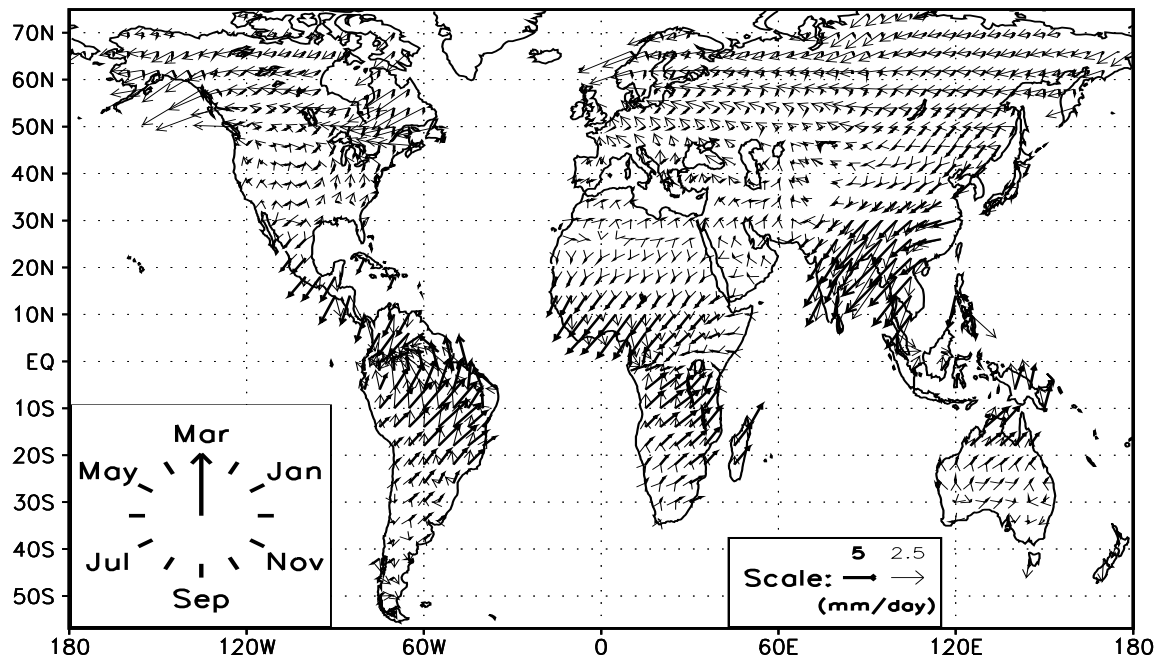 70N
60N
50N
40N
30N
20N
10N
EQ
10S
20S
30S
40S
50S
Mar
May Jan
Jul Nov
Sep
5 2.5
Scale:
(mm/day)
180 120W 60W 0 60E 120E 180